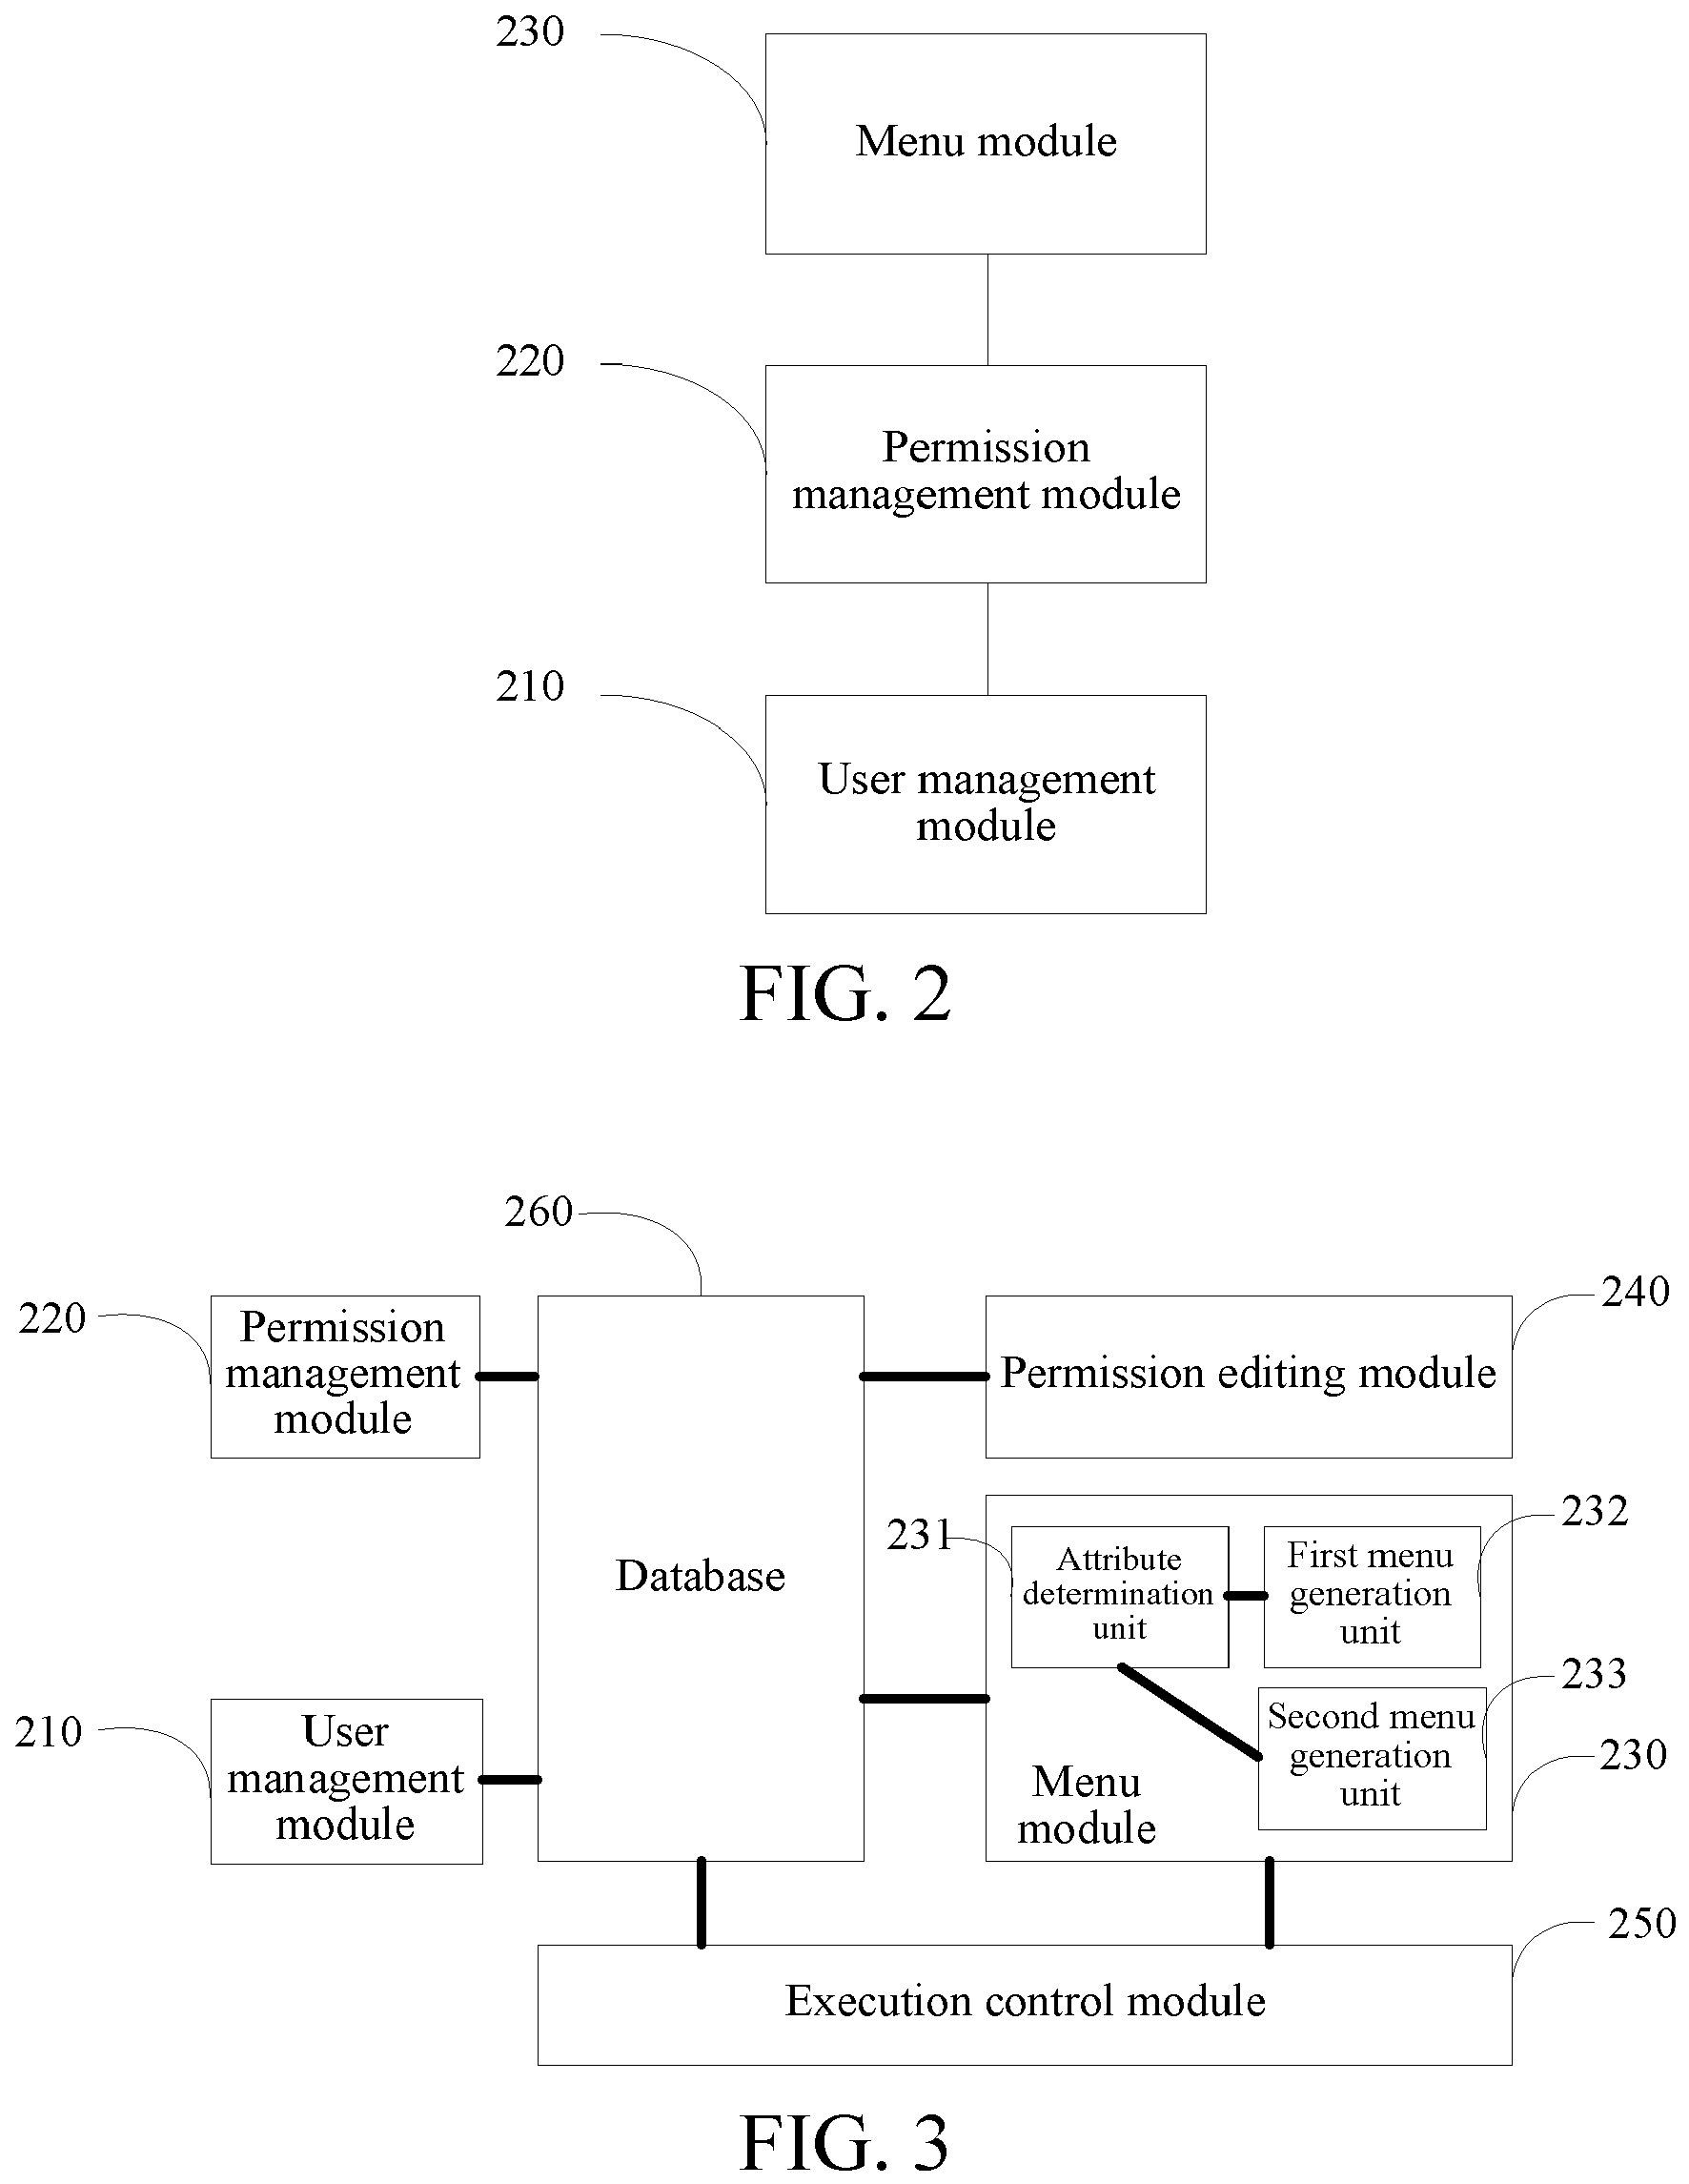 230
Menu module
220
Permission
management module
210
User management
module
FIG. 2
260
220
Permission
management
module
240
Permission editing module
Database
231
Attribute
determination
unit
232
First menu
generation
unit
233
Second menu
generation
unit
230
Menu
module
210
User
management
module
250
Execution control module
FIG. 3